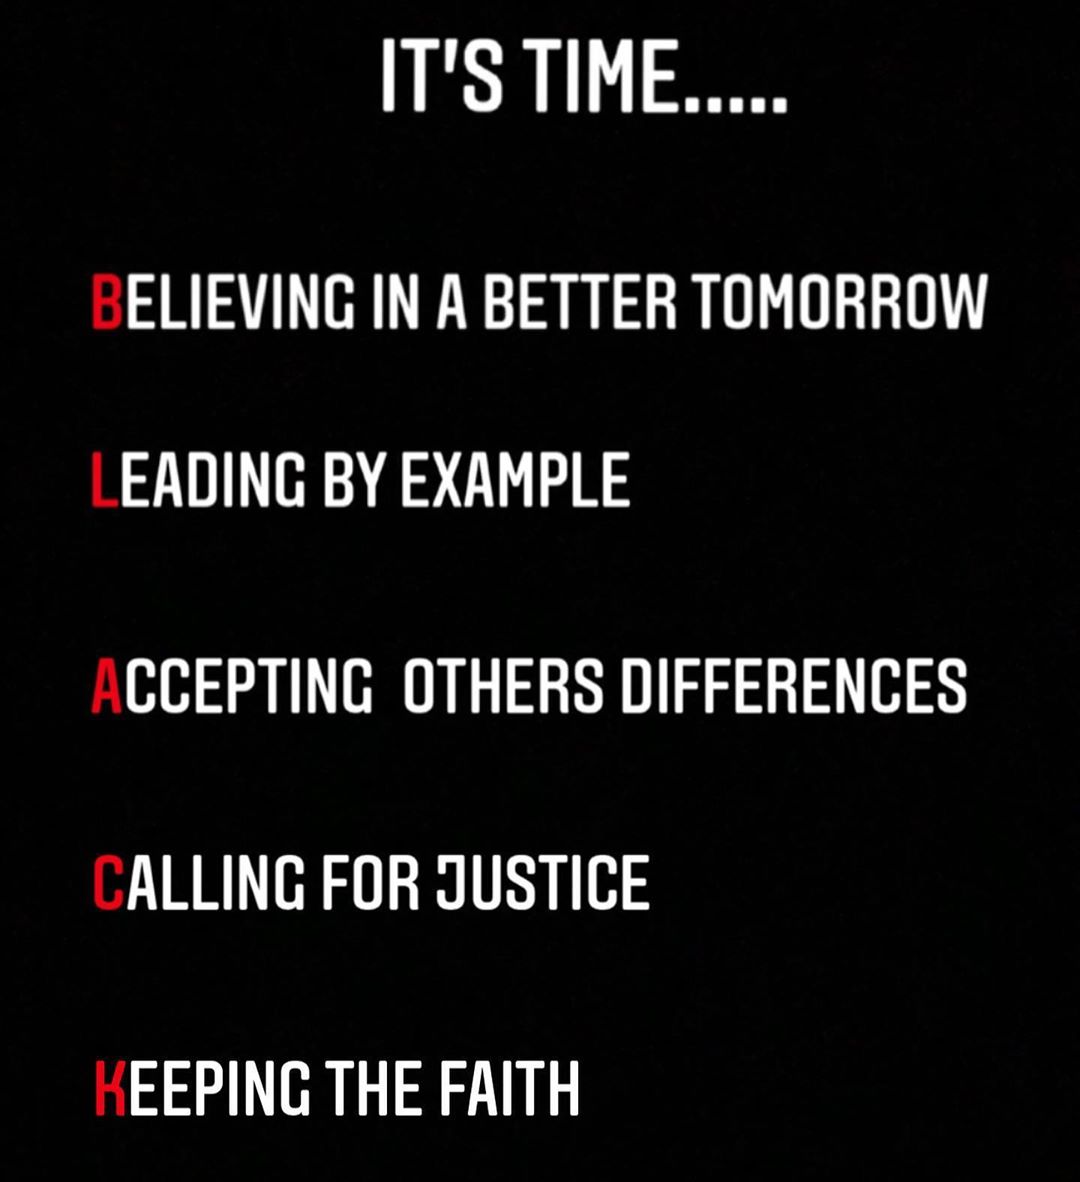 IT'S TIME.....
BELIEVING IN A BETTER TOMORROW
LEADING BY EXAMPLE
ACCEPTING OTHERS DIFFERENCES
CALLING FOR JUSTICE
KEEPING THE FAITH